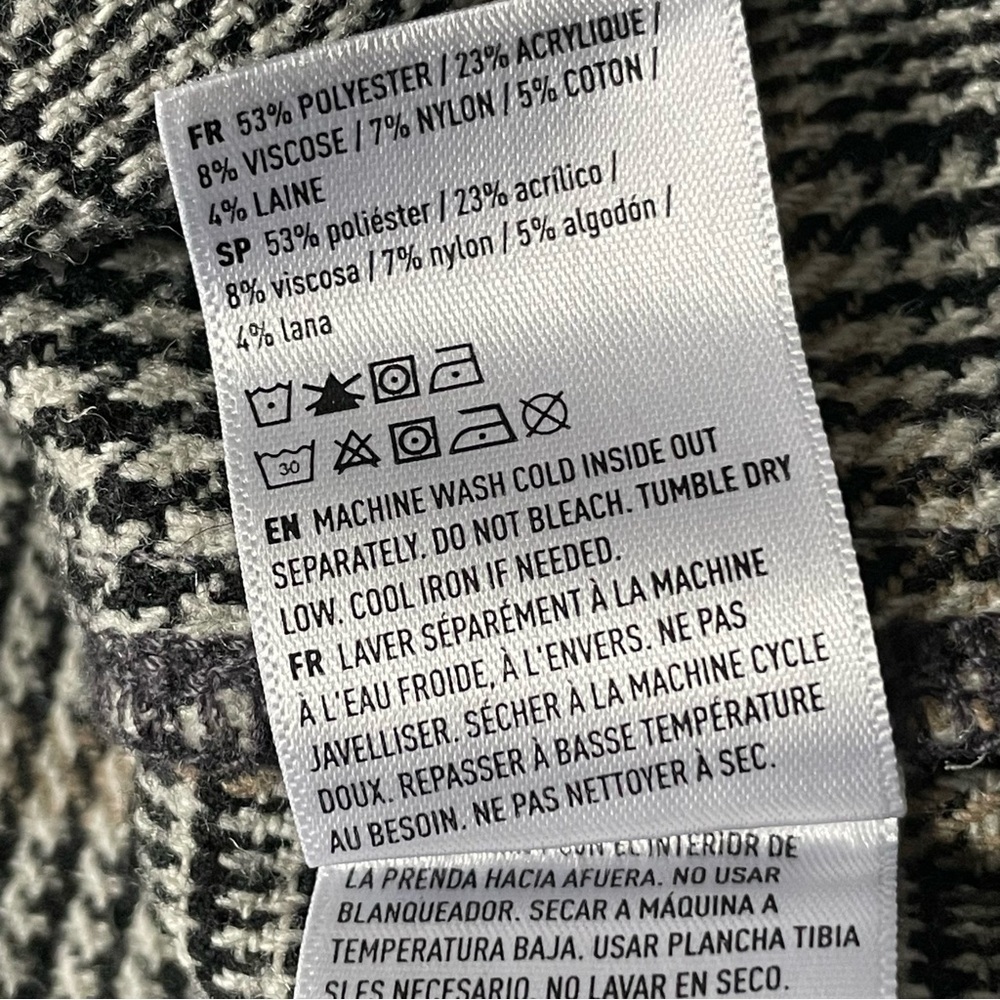 FR 53% POLYESTER / 23% ACRYLIQUE /
8% VISCOSE / 7% NYLON / 5% COTON /
4% LAINE
SP 53% poliéster / 23% acrílico /
8% viscosa / 7% nylon / 5% algodón /
4% lana
30
EN MACHINE WASH COLD INSIDE OUT
SEPARATELY. DO NOT BLEACH. TUMBLE DRY
LOW. COOL IRON IF NEEDED.
FR LAVER SÉPARÉMENT À LA MACHINE
À L'EAU FROIDE, À L'ENVERS. NE PAS
JAVELLISER. SÉCHER À LA MACHINE CYCLE
DOUX. REPASSER À BASSE TEMPÉRATURE
AU BESOIN. NE PAS NETTOYER À SEC.
CON EL INTERIOR DE
LA PRENDA HACIA AFUERA. NO USAR
BLANQUEADOR. SECAR A MÁQUINA A
TEMPERATURA BAJA. USAR PLANCHA TIBIA
SI ES NECESARIO. NO LAVAR EN SECO.